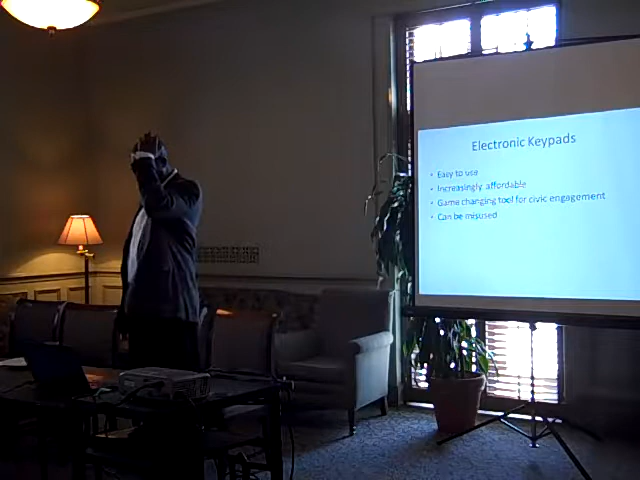 Electronic Keypads
• Easy to use
• Increasingly affordable
• Game changing tool for civic engagement
• Can be misused